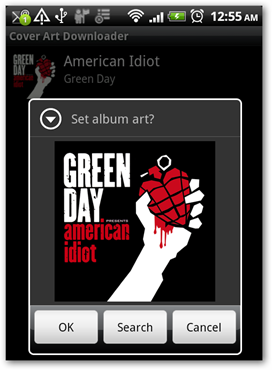 12:55 AM
Cover Art Downloader
American Idiot
Green Day
Set album art?
GREEN
DAY
PRESENTS
american
idiot
OK Search Cancel